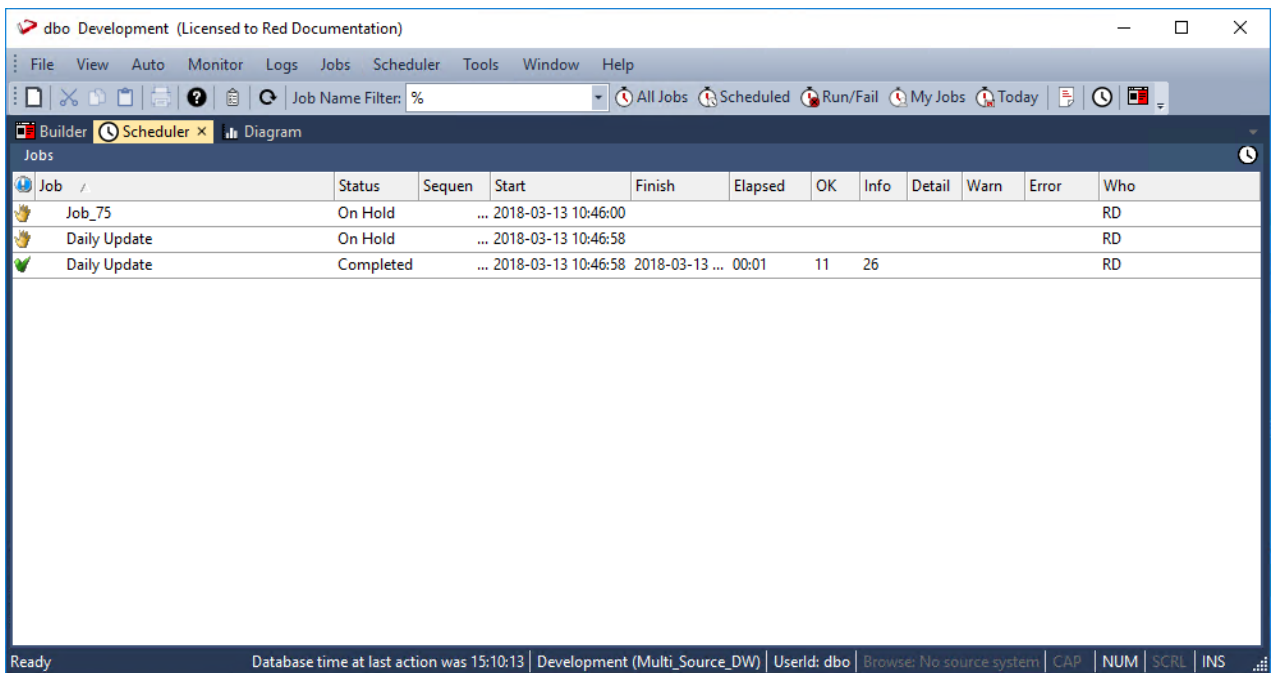 dbo Development (Licensed to Red Documentation)
File View Auto Monitor Logs Jobs Scheduler Tools Window Help
Job Name Filter: % All Jobs Scheduled Run/Fail My Jobs Today
Builder Scheduler × Diagram
Jobs
Job Status Sequen Start Finish Elapsed OK Info Detail Warn Error Who
Job_75 On Hold ... 2018-03-13 10:46:00 RD
Daily Update On Hold ... 2018-03-13 10:46:58 RD
Daily Update Completed ... 2018-03-13 10:46:58 2018-03-13 ... 00:01 11 26 RD
Ready Database time at last action was 15:10:13 Development (Multi_Source_DW) UserId: dbo Browse: No source system CAP NUM SCRL INS